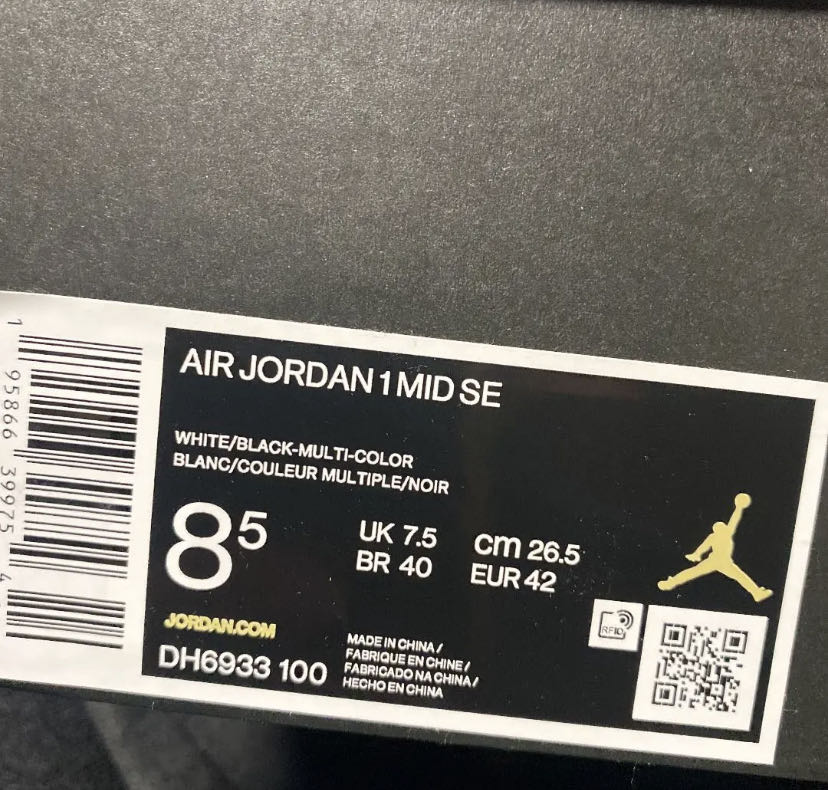 1 95866 39975 4
AIR JORDAN 1 MID SE
WHITE/BLACK-MULTI-COLOR
BLANC/COULEUR MULTIPLE/NOIR
8⁵
UK 7.5 cm 26.5
BR 40 EUR 42
JORDAN.COM
DH6933 100
MADE IN CHINA/
FABRIQUE EN CHINE/
FABRICADO NA CHINA/
HECHO EN CHINA
RFID